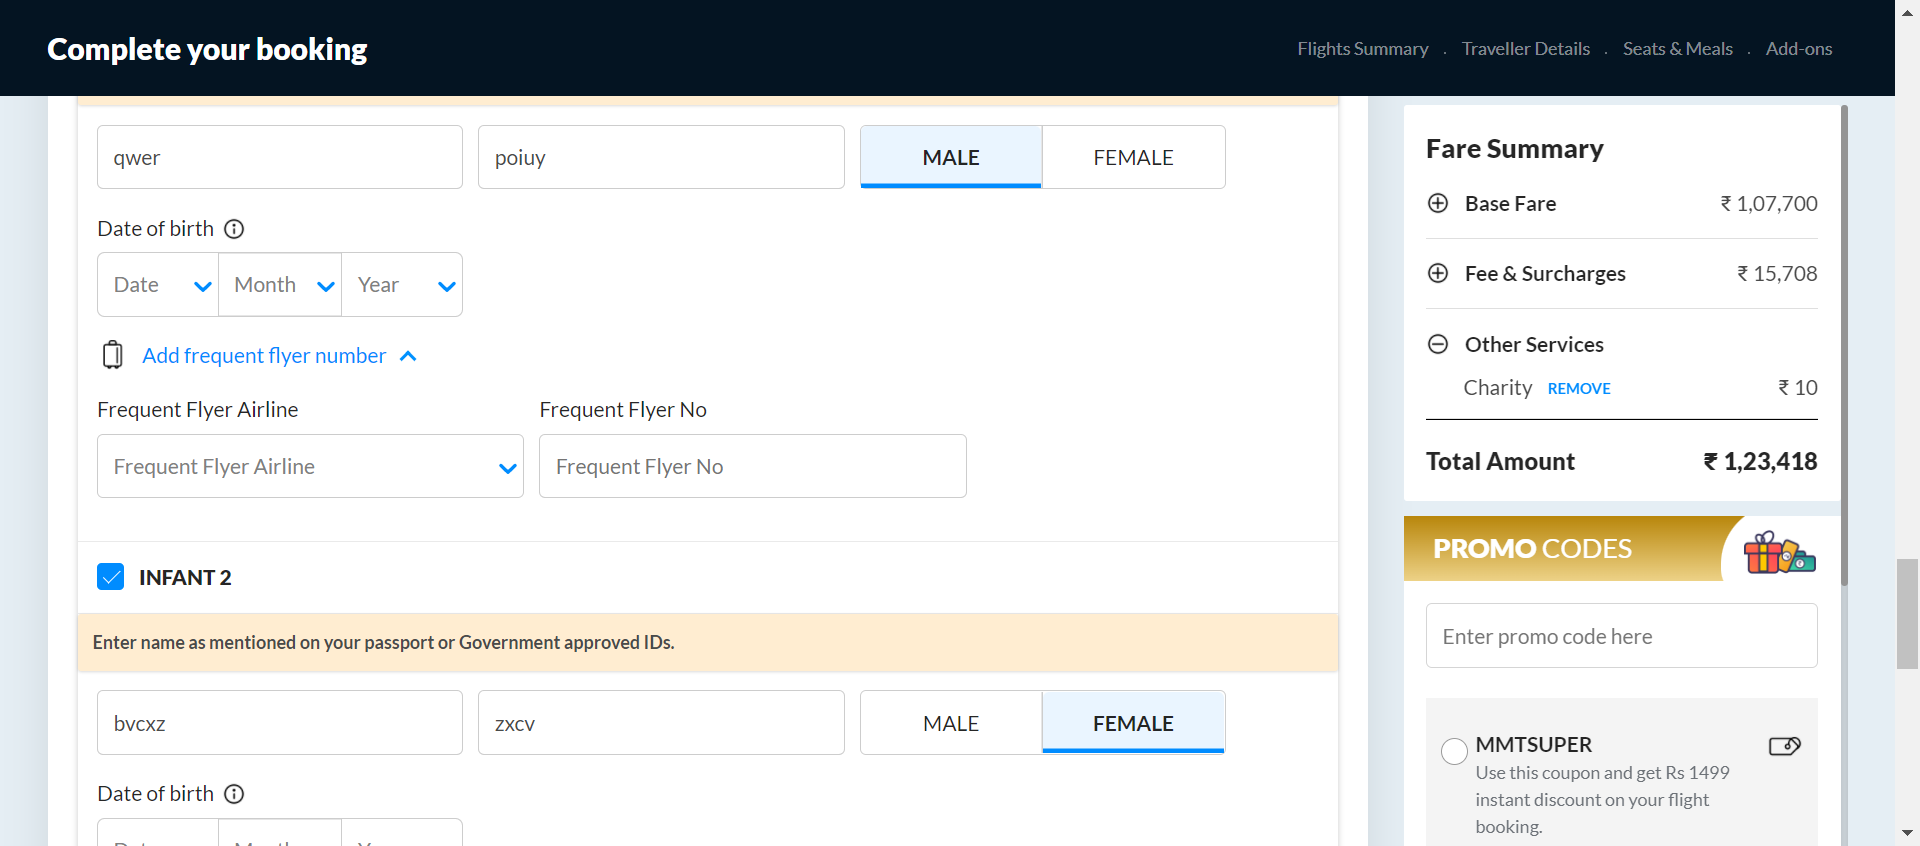 Complete your booking
Flights Summary . Traveller Details . Seats & Meals . Add-ons
qwer
poiuy
MALE
FEMALE
Date of birth
Date
Month
Year
Add frequent flyer number
Frequent Flyer Airline
Frequent Flyer No
Frequent Flyer Airline
Frequent Flyer No
INFANT 2
Enter name as mentioned on your passport or Government approved IDs.
bvcxz
zxcv
MALE
FEMALE
Date of birth
Fare Summary
Base Fare ₹ 1,07,700
Fee & Surcharges ₹ 15,708
Other Services
Charity REMOVE ₹ 10
Total Amount ₹ 1,23,418
PROMO CODES
Enter promo code here
MMTSUPER
Use this coupon and get Rs 1499
instant discount on your flight
booking.